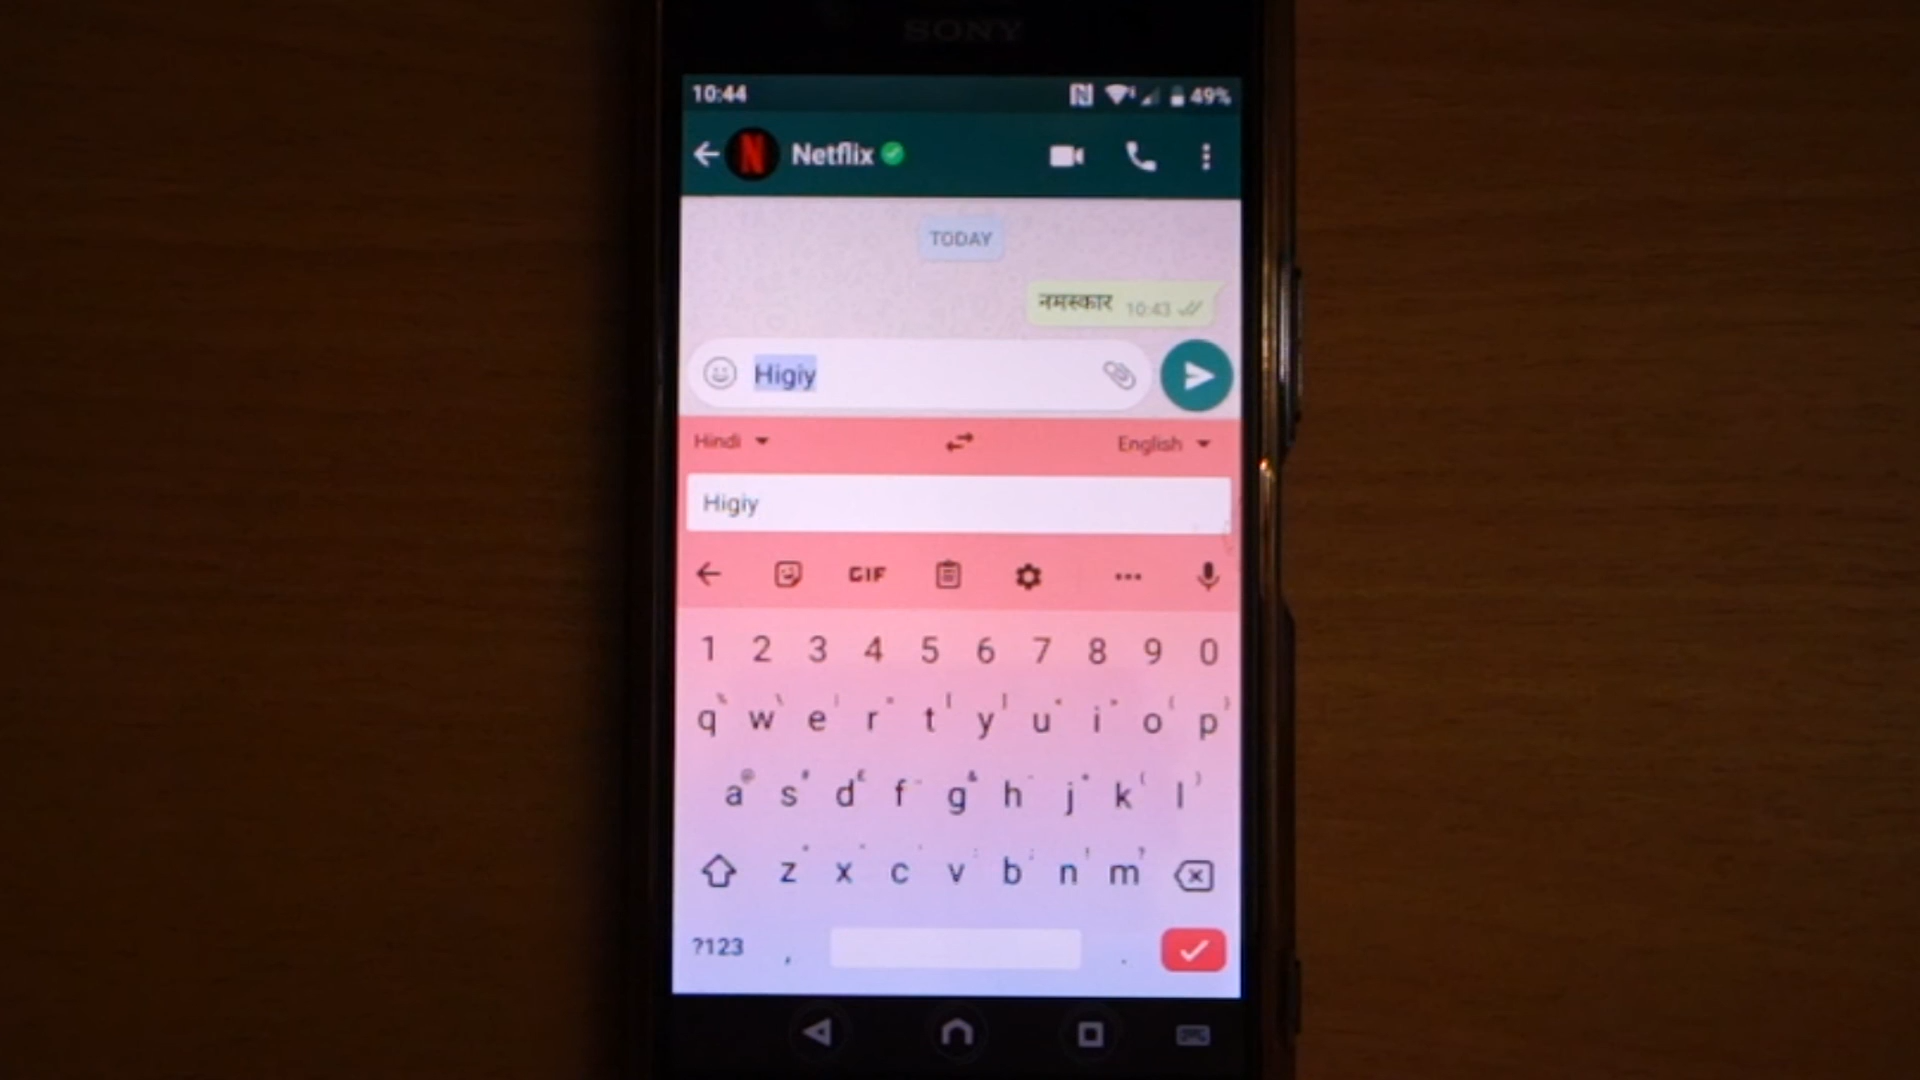 SONY
10:44 49%
Netflix
TODAY
नमस्कार 10:43
Higiy
Hindi English
Higiy
GIF
1 2 3 4 5 6 7 8 9 0
q w e r t y u i o p
a s d f g h j k l
z x c v b n m
?123 , .